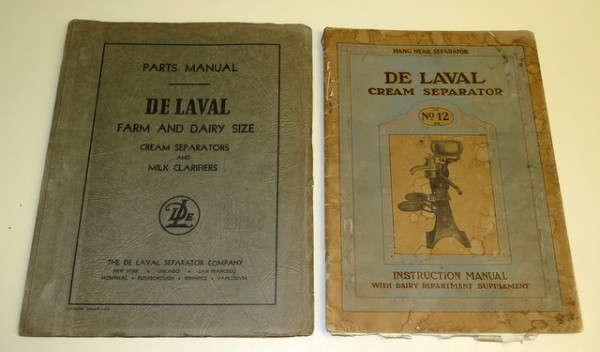 PARTS MANUAL
DE LAVAL
FARM AND DAIRY SIZE
CREAM SEPARATORS
AND
MILK CLARIFIERS
DE L
THE DE LAVAL SEPARATOR COMPANY
NEW YORK • CHICAGO • SAN FRANCISCO
MONTREAL • PETERBOROUGH • WINNIPEG • VANCOUVER
SEPARATOR
DE LAVAL
CREAM SEPARATOR
No 12
INSTRUCTION MANUAL
WITH DAIRY DEPARTMENT SUPPLEMENT